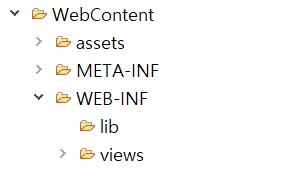 WebContent
assets
META-INF
WEB-INF
lib
views